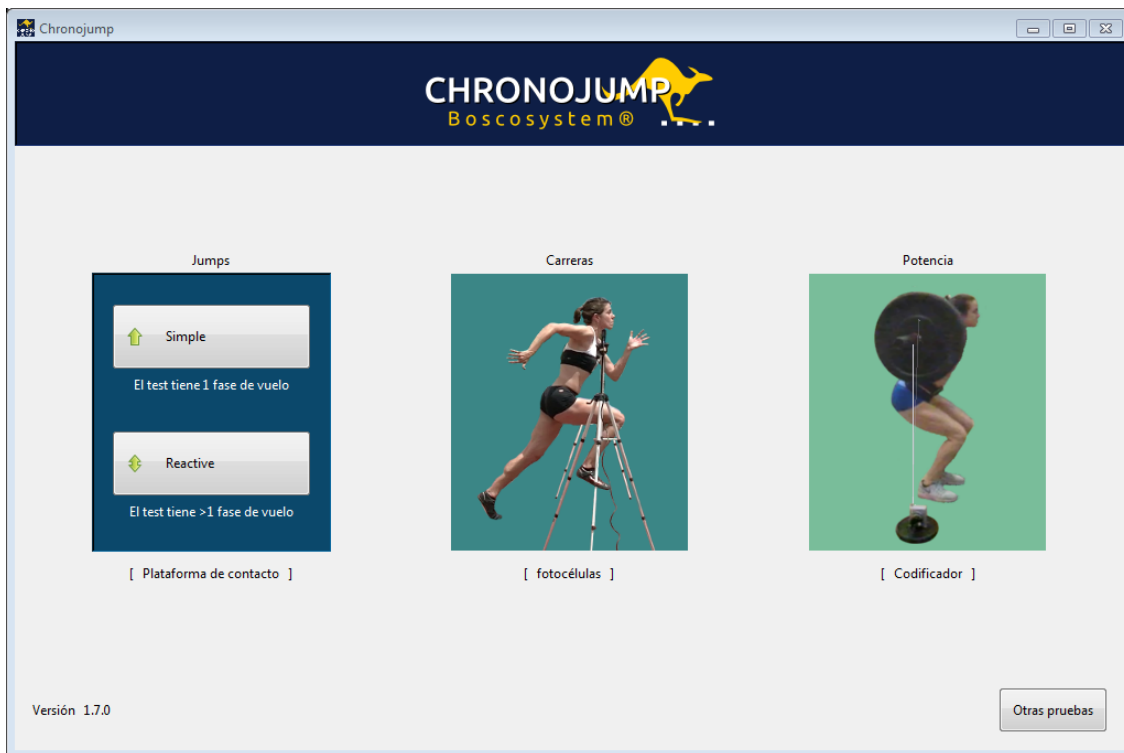 Chronojump
CHRONOJUMP
Boscosystem®
Jumps
Carreras
Potencia
Simple
El test tiene 1 fase de vuelo
Reactive
El test tiene >1 fase de vuelo
[ Plataforma de contacto ]
[ fotocélulas ]
[ Codificador ]
Versión 1.7.0
Otras pruebas